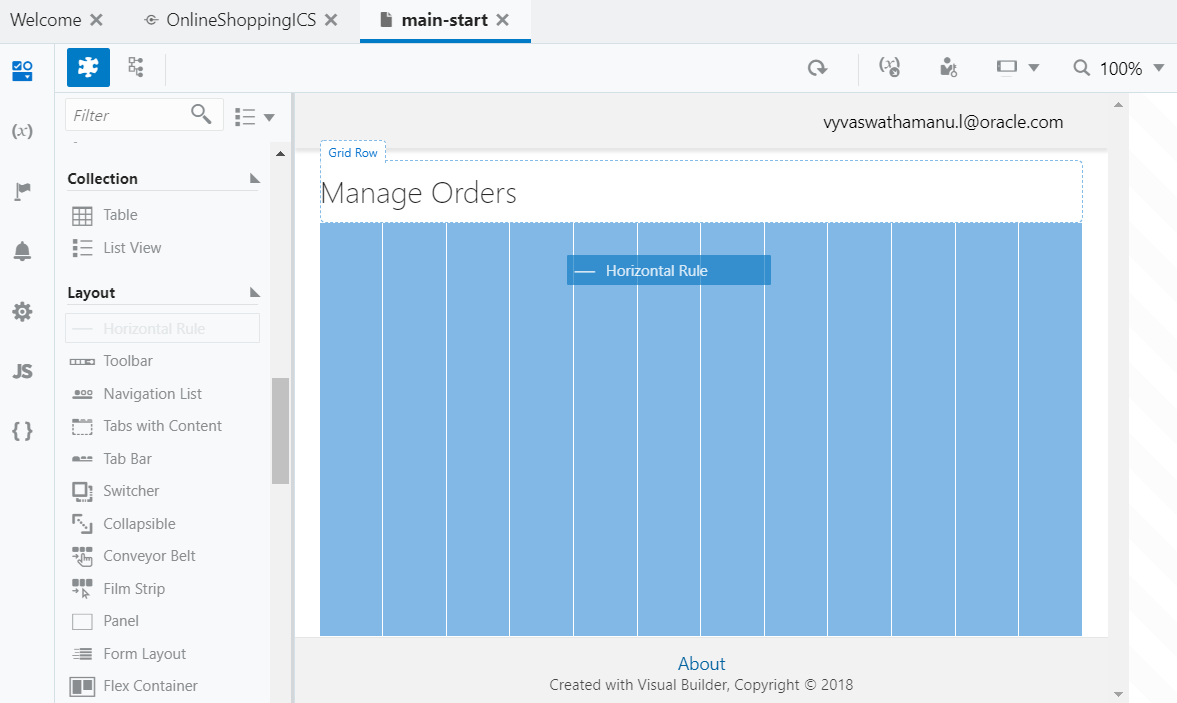 Welcome
OnlineShoppingICS
main-start
100%
Filter
(x)
vyvaswathamanu.l@oracle.com
Grid Row
Collection
Manage Orders
Table
List View
Horizontal Rule
Layout
Horizontal Rule
Toolbar
JS
Navigation List
Tabs with Content
{ }
Tab Bar
Switcher
Collapsible
Conveyor Belt
Film Strip
Panel
Form Layout
About
Flex Container
Created with Visual Builder, Copyright © 2018